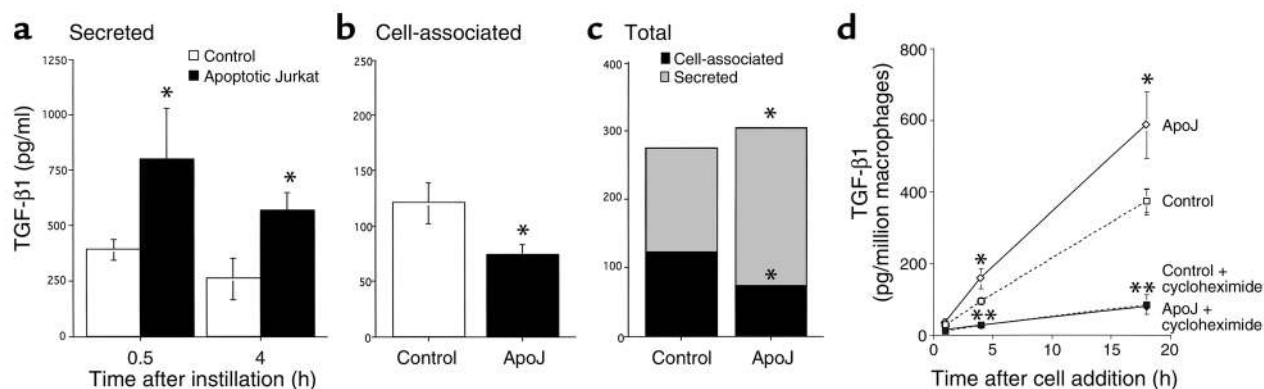 a Secreted
Control
Apoptotic Jurkat
TGF-β1 (pg/ml)
1250
1000
750
500
250
0
*
*
0.5
4
Time after instillation (h)
b Cell-associated
250
200
150
100
50
0
*
Control
ApoJ
c Total
Cell-associated
Secreted
400
300
200
100
0
*
*
Control
ApoJ
d
TGF-β1
(pg/million macrophages)
800
600
400
200
0
*
ApoJ
Control
*
Control +
cycloheximide
**
**
ApoJ +
cycloheximide
0
5
10
15
20
Time after cell addition (h)